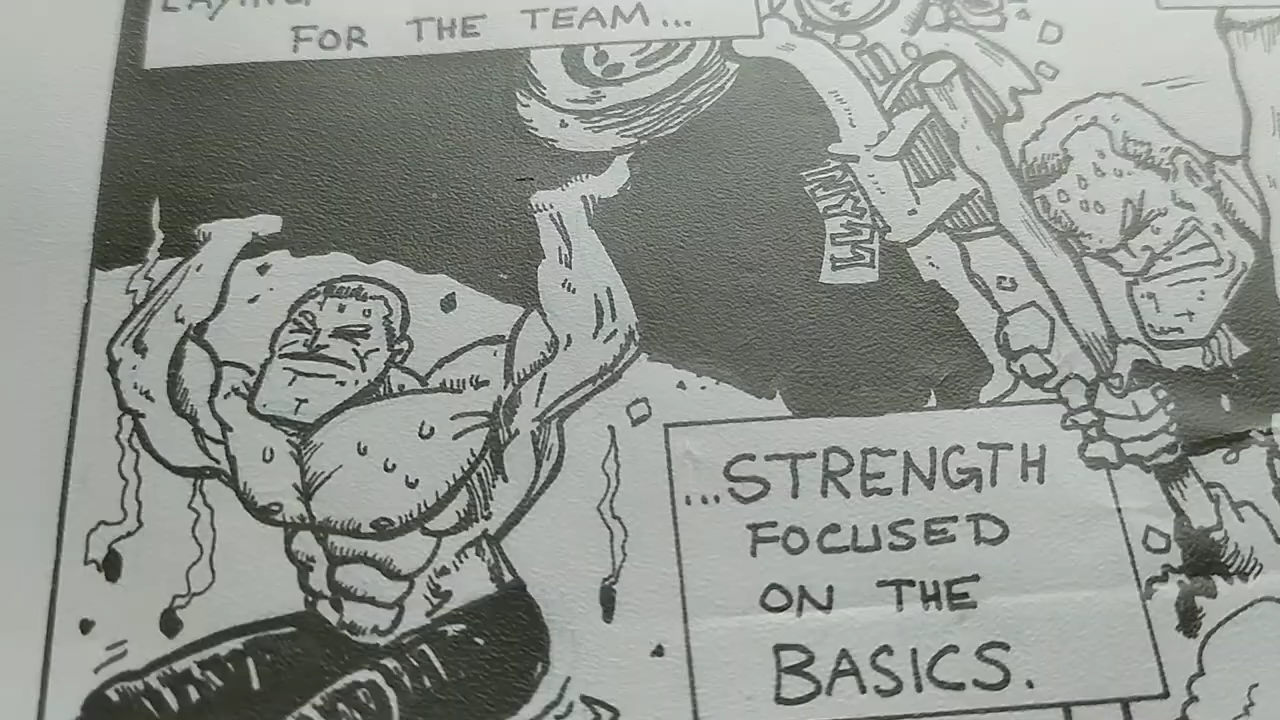 FOR THE TEAM...
...STRENGTH
FOCUSED
ON THE
BASICS.